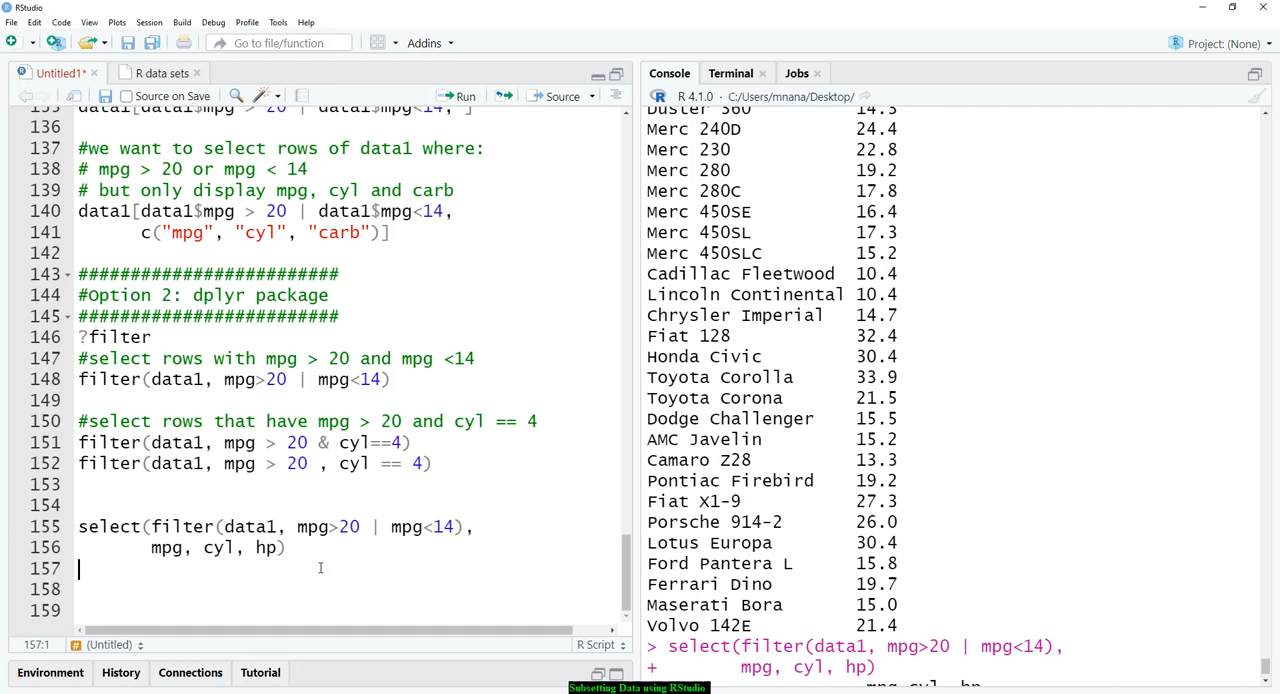 RStudio
File Edit Code View Plots Session Build Debug Profile Tools Help
Go to file/function Addins Project: (None)
Untitled1* R data sets
Source on Save Run Source
135 data1[data1$mpg > 20 | data1$mpg<14, ]
136
137 #we want to select rows of data1 where:
138 # mpg > 20 or mpg < 14
139 # but only display mpg, cyl and carb
140 data1[data1$mpg > 20 | data1$mpg<14,
141 c("mpg", "cyl", "carb")]
142
143 #########################
144 #Option 2: dplyr package
145 #########################
146 ?filter
147 #select rows with mpg > 20 and mpg <14
148 filter(data1, mpg>20 | mpg<14)
149
150 #select rows that have mpg > 20 and cyl == 4
151 filter(data1, mpg > 20 & cyl==4)
152 filter(data1, mpg > 20 , cyl == 4)
153
154
155 select(filter(data1, mpg>20 | mpg<14),
156 mpg, cyl, hp)
157
158
159
157:1 (Untitled) R Script
Environment History Connections Tutorial
Console Terminal Jobs
R 4.1.0 · C:/Users/mnana/Desktop/
Duster 360 14.3
Merc 240D 24.4
Merc 230 22.8
Merc 280 19.2
Merc 280C 17.8
Merc 450SE 16.4
Merc 450SL 17.3
Merc 450SLC 15.2
Cadillac Fleetwood 10.4
Lincoln Continental 10.4
Chrysler Imperial 14.7
Fiat 128 32.4
Honda Civic 30.4
Toyota Corolla 33.9
Toyota Corona 21.5
Dodge Challenger 15.5
AMC Javelin 15.2
Camaro Z28 13.3
Pontiac Firebird 19.2
Fiat X1-9 27.3
Porsche 914-2 26.0
Lotus Europa 30.4
Ford Pantera L 15.8
Ferrari Dino 19.7
Maserati Bora 15.0
Volvo 142E 21.4
> select(filter(data1, mpg>20 | mpg<14),
+ mpg, cyl, hp)
mpg cyl hp
Subsetting Data using RStudio